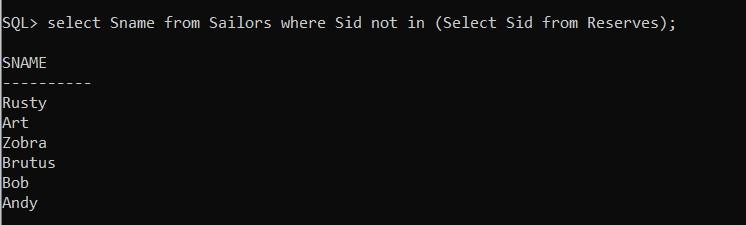 SQL> select Sname from Sailors where Sid not in (Select Sid from Reserves);
SNAME
----------
Rusty
Art
Zobra
Brutus
Bob
Andy